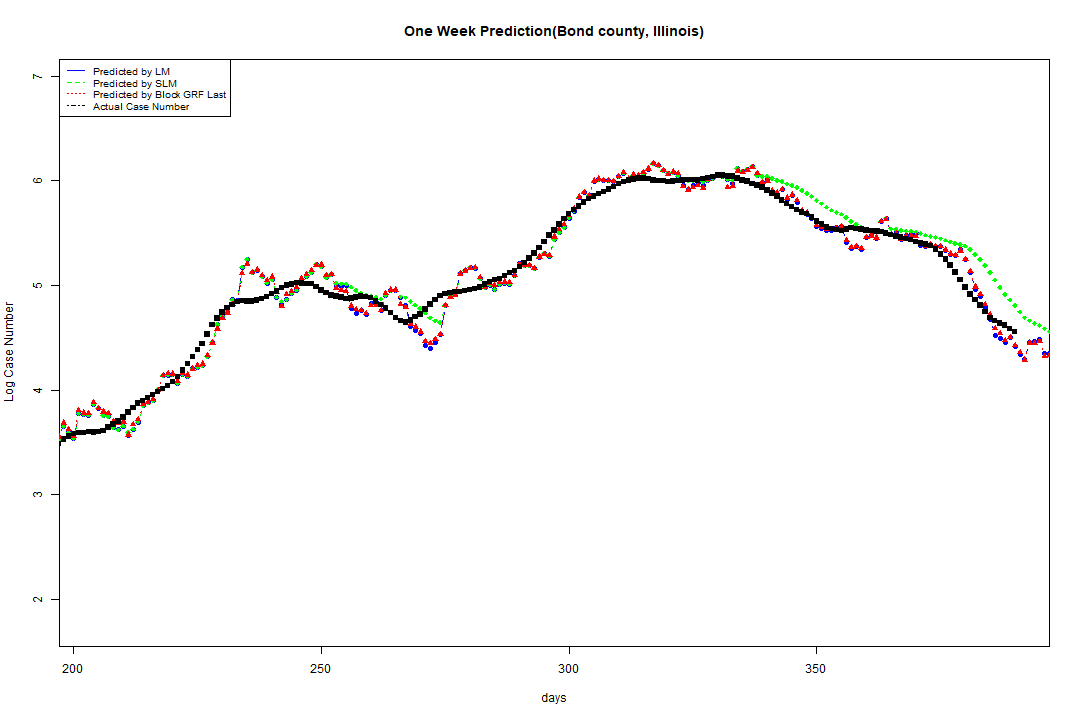 One Week Prediction(Bond county, Illinois)
Predicted by LM
Predicted by SLM
Predicted by Block GRF Last
Actual Case Number
7
6
5
4
3
2
Log Case Number
200 250 300 350
days